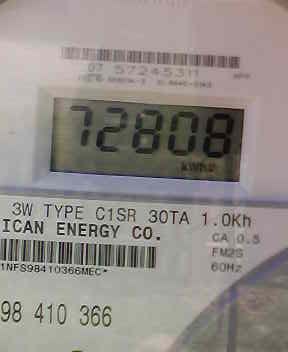 07 57245311
72808
kWh
3W TYPE C1SR 30TA 1.0Kh
ICAN ENERGY CO.
CA 0.5
FM2S
1NFS98410366MEC*
60Hz
98 410 366